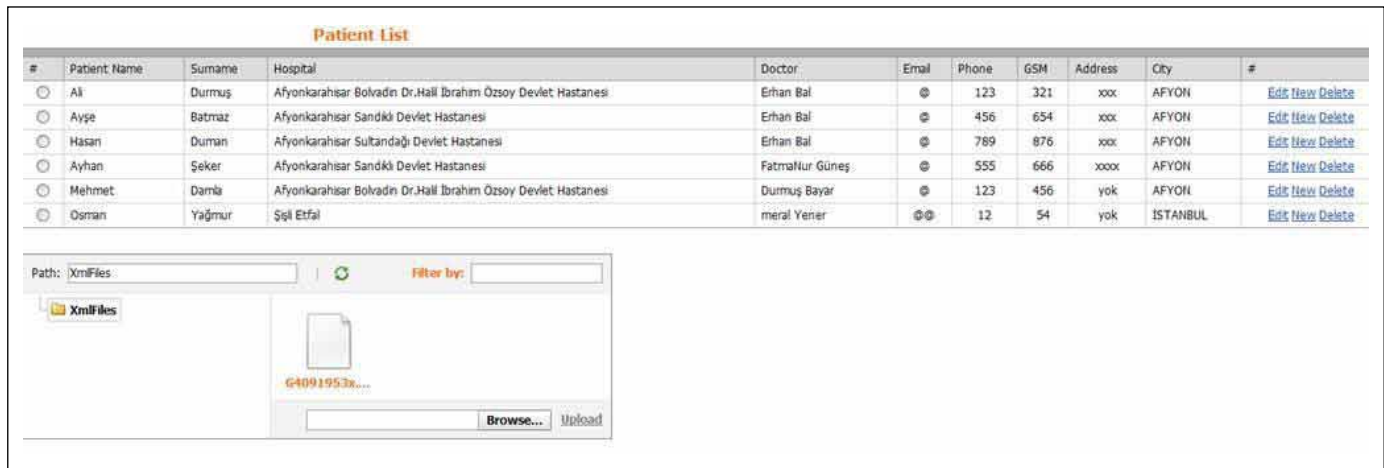 Patient List
# Patient Name Surname Hospital Doctor Email Phone GSM Address City #
Ali Durmuş Afyonkarahisar Bolvadin Dr.Halil İbrahim Özsoy Devlet Hastanesi Erhan Bal @ 123 321 xxx AFYON Edit New Delete
Ayşe Batmaz Afyonkarahisar Sandıklı Devlet Hastanesi Erhan Bal @ 456 654 xxx AFYON Edit New Delete
Hasan Duman Afyonkarahisar Sultandağı Devlet Hastanesi Erhan Bal @ 789 876 xxx AFYON Edit New Delete
Ayhan Şeker Afyonkarahisar Sandıklı Devlet Hastanesi FatmaNur Güneş @ 555 666 xxxx AFYON Edit New Delete
Mehmet Damla Afyonkarahisar Bolvadin Dr.Halil İbrahim Özsoy Devlet Hastanesi Durmuş Bayar @ 123 456 yok AFYON Edit New Delete
Osman Yağmur Şişli Etfal meral Yener @@ 12 54 yok İSTANBUL Edit New Delete
Path: XmlFiles | Filter by:
XmlFiles
G4091953x....
Browse... Upload